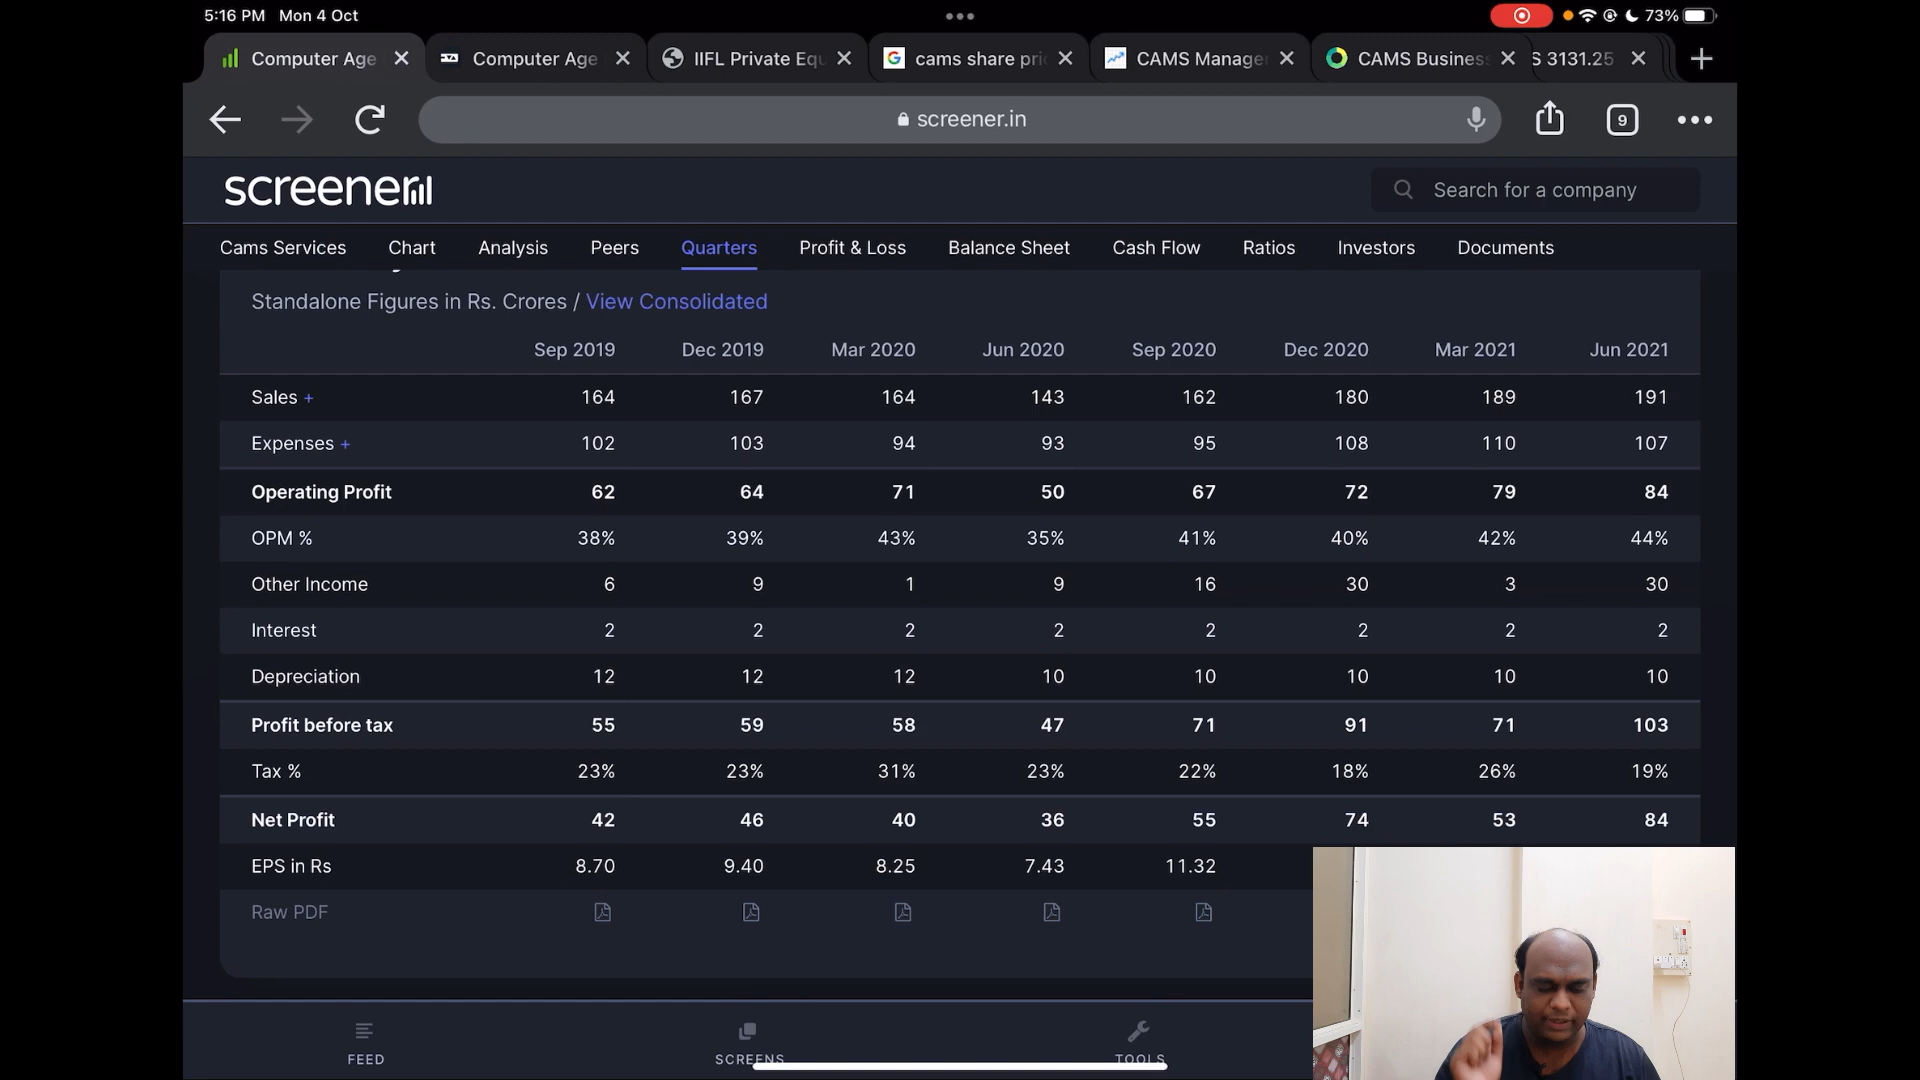 5:16 PM Mon 4 Oct
73%
Computer Age
Computer Age
IIFL Private Equ
cams share pri
CAMS Manage
CAMS Business
S 3131.25
screener.in
9
screener
Search for a company
Cams Services Chart Analysis Peers Quarters Profit & Loss Balance Sheet Cash Flow Ratios Investors Documents
Standalone Figures in Rs. Crores / View Consolidated
Sep 2019 Dec 2019 Mar 2020 Jun 2020 Sep 2020 Dec 2020 Mar 2021 Jun 2021
Sales + 164 167 164 143 162 180 189 191
Expenses + 102 103 94 93 95 108 110 107
Operating Profit 62 64 71 50 67 72 79 84
OPM % 38% 39% 43% 35% 41% 40% 42% 44%
Other Income 6 9 1 9 16 30 3 30
Interest 2 2 2 2 2 2 2 2
Depreciation 12 12 12 10 10 10 10 10
Profit before tax 55 59 58 47 71 91 71 103
Tax % 23% 23% 31% 23% 22% 18% 26% 19%
Net Profit 42 46 40 36 55 74 53 84
EPS in Rs 8.70 9.40 8.25 7.43 11.32
Raw PDF
FEED SCREENS TOOLS